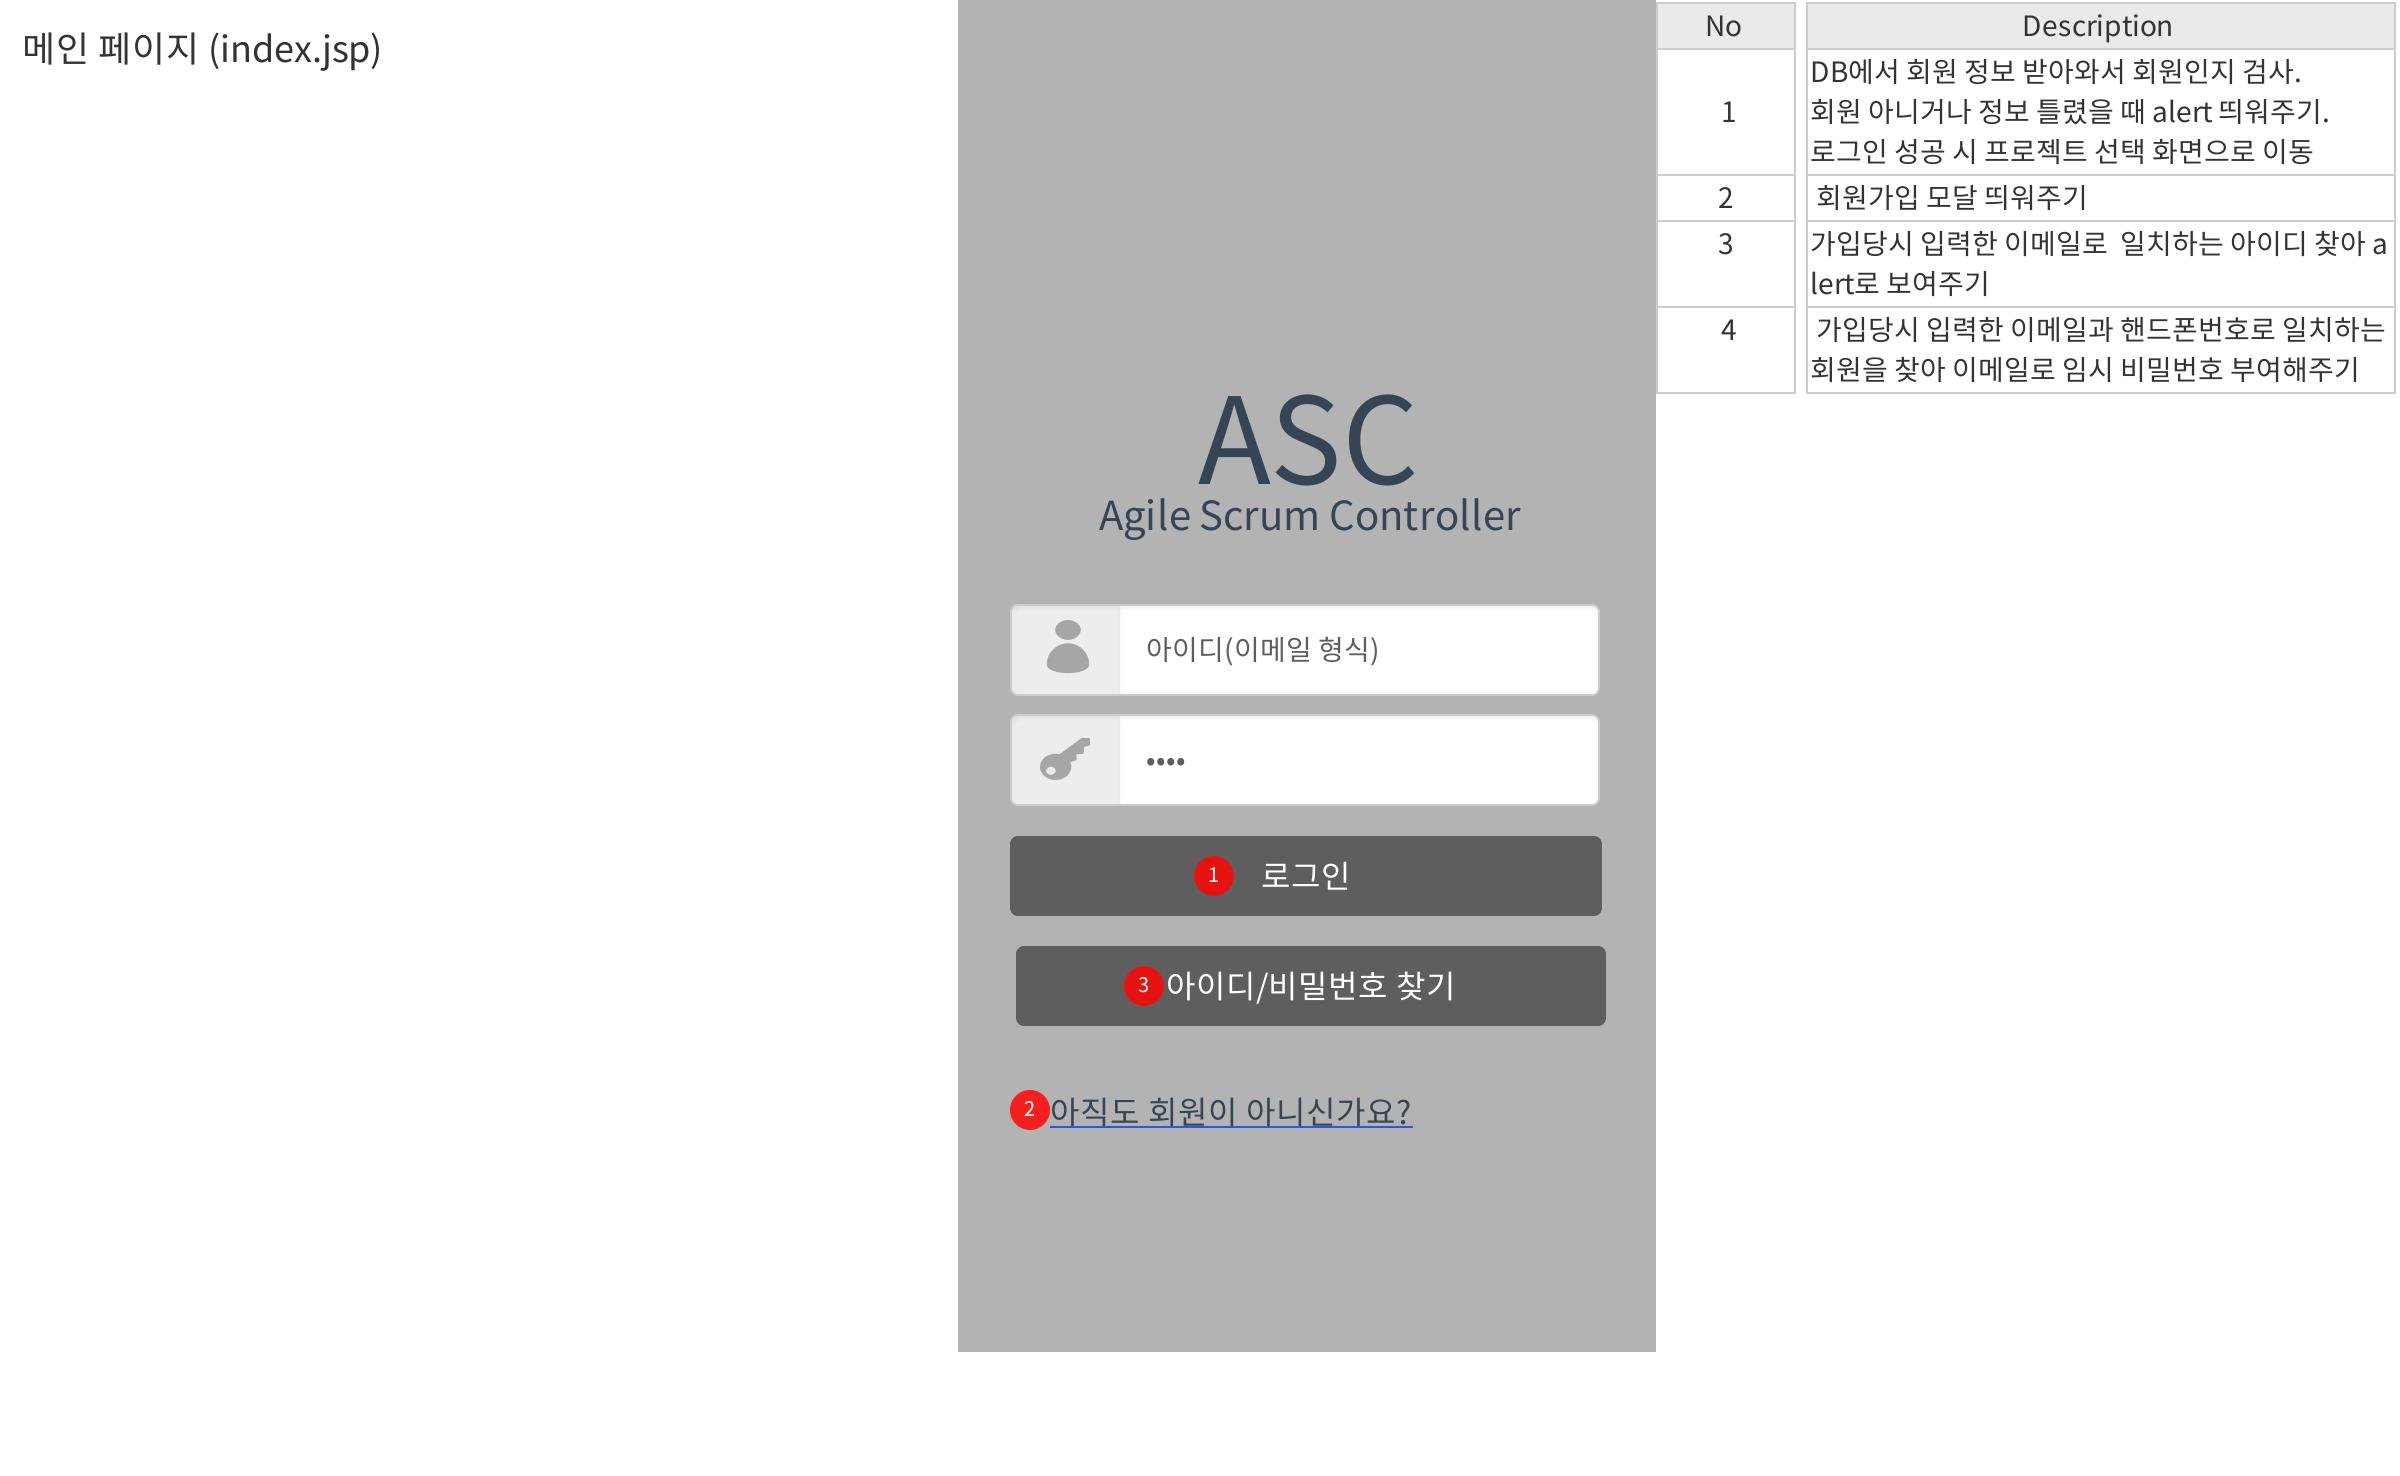 메인 페이지 (index.jsp)
ASC
Agile Scrum Controller
아이디(이메일 형식)
••••
1 로그인
3 아이디/비밀번호 찾기
2 아직도 회원이 아니신가요?
No Description
1 DB에서 회원 정보 받아와서 회원인지 검사.
회원 아니거나 정보 틀렸을 때 alert 띄워주기.
로그인 성공 시 프로젝트 선택 화면으로 이동
2 회원가입 모달 띄워주기
3 가입당시 입력한 이메일로 일치하는 아이디 찾아 a
lert로 보여주기
4 가입당시 입력한 이메일과 핸드폰번호로 일치하는
회원을 찾아 이메일로 임시 비밀번호 부여해주기